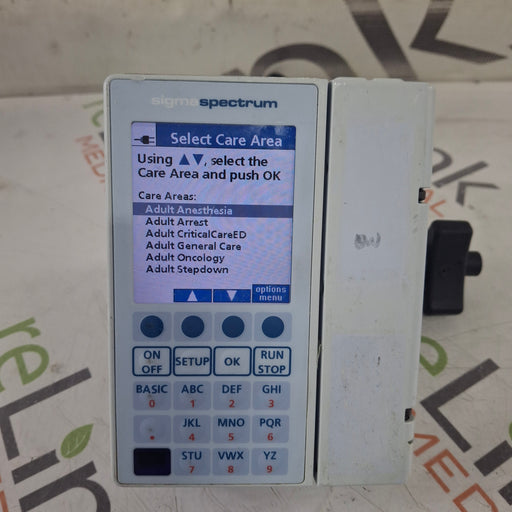 sigmaspectrum
Select Care Area
Using ▲▼, select the
Care Area and push OK
Care Areas:
Adult Anesthesia
Adult Arrest
Adult CriticalCareED
Adult General Care
Adult Oncology
Adult Stepdown
options
menu
ON
OFF
SETUP
OK
RUN
STOP
BASIC
0
ABC
1
DEF
2
GHI
3
.
JKL
4
MNO
5
PQR
6
STU
7
VWX
8
YZ
9